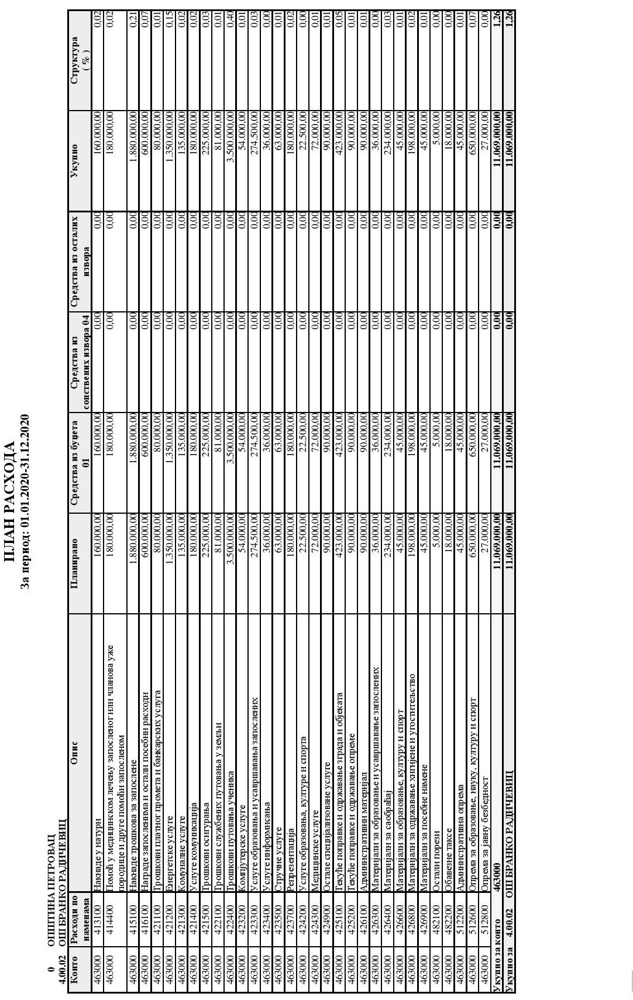 ПЛАН РАСХОДА
За период: 01.01.2020-31.12.2020
0 ОПШТИНА ПЕТРОВАЦ
4.00.02 ОШ БРАНКО РАДИЧЕВИЦ
Конто Расходи по наменама Опис Планирано Средства из буџета 01 Средства из сопствених извора 04 Средства из осталих извора Укупно Структура ( % )
463000 413100 Накнаде у натури 160.000,00 160.000,00 0,00 0,00 160.000,00 0,02
463000 414400 Помоћ у медицинском лечењу запосленог или чланова уже 180.000,00 180.000,00 0,00 0,00 180.000,00 0,02
породице и друге помоћи запосленом
463000 415100 Накнаде трошкова за запослене 1.880.000,00 1.880.000,00 0,00 0,00 1.880.000,00 0,21
463000 416100 Награде запосленима и остали посебни расходи 600.000,00 600.000,00 0,00 0,00 600.000,00 0,07
463000 421100 Трошкови платног промета и банкарских услуга 80.000,00 80.000,00 0,00 0,00 80.000,00 0,01
463000 421200 Енергетске услуге 1.350.000,00 1.350.000,00 0,00 0,00 1.350.000,00 0,15
463000 421300 Комуналне услуге 135.000,00 135.000,00 0,00 0,00 135.000,00 0,02
463000 421400 Услуге комуникација 180.000,00 180.000,00 0,00 0,00 180.000,00 0,02
463000 421500 Трошкови осигурања 225.000,00 225.000,00 0,00 0,00 225.000,00 0,03
463000 422100 Трошкови службених путовања у земљи 81.000,00 81.000,00 0,00 0,00 81.000,00 0,01
463000 422400 Трошкови путовања ученика 3.500.000,00 3.500.000,00 0,00 0,00 3.500.000,00 0,40
463000 423200 Компјутерске услуге 54.000,00 54.000,00 0,00 0,00 54.000,00 0,01
463000 423300 Услуге образовања и усавршавања запослених 274.500,00 274.500,00 0,00 0,00 274.500,00 0,03
463000 423400 Услуге информисања 36.000,00 36.000,00 0,00 0,00 36.000,00 0,00
463000 423500 Стручне услуге 63.000,00 63.000,00 0,00 0,00 63.000,00 0,01
463000 423700 Репрезентација 180.000,00 180.000,00 0,00 0,00 180.000,00 0,02
463000 424200 Услуге образовања, културе и спорта 22.500,00 22.500,00 0,00 0,00 22.500,00 0,00
463000 424300 Медицинске услуге 72.000,00 72.000,00 0,00 0,00 72.000,00 0,01
463000 424900 Остале специјализоване услуге 90.000,00 90.000,00 0,00 0,00 90.000,00 0,01
463000 425100 Текуће поправке и одржавање зграда и објеката 423.000,00 423.000,00 0,00 0,00 423.000,00 0,05
463000 425200 Текуће поправке и одржавање опреме 90.000,00 90.000,00 0,00 0,00 90.000,00 0,01
463000 426100 Административни материјал 90.000,00 90.000,00 0,00 0,00 90.000,00 0,01
463000 426300 Материјали за образовање и усавршавање запослених 36.000,00 36.000,00 0,00 0,00 36.000,00 0,00
463000 426400 Материјали за саобраћај 234.000,00 234.000,00 0,00 0,00 234.000,00 0,03
463000 426600 Материјали за образовање, културу и спорт 45.000,00 45.000,00 0,00 0,00 45.000,00 0,01
463000 426800 Материјали за одржавање хигијене и угоститељство 198.000,00 198.000,00 0,00 0,00 198.000,00 0,02
463000 426900 Материјали за посебне намене 45.000,00 45.000,00 0,00 0,00 45.000,00 0,01
463000 482100 Остали порези 5.000,00 5.000,00 0,00 0,00 5.000,00 0,00
463000 482200 Обавезне таксе 18.000,00 18.000,00 0,00 0,00 18.000,00 0,00
463000 512200 Административна опрема 45.000,00 45.000,00 0,00 0,00 45.000,00 0,01
463000 512600 Опрема за образовање, науку, културу и спорт 650.000,00 650.000,00 0,00 0,00 650.000,00 0,07
463000 512800 Опрема за јавну безбедност 27.000,00 27.000,00 0,00 0,00 27.000,00 0,00
Укупно за конто 463000 11.069.000,00 11.069.000,00 0,00 0,00 11.069.000,00 1,26
Укупно за 4.00.02 ОШ БРАНКО РАДИЧЕВИЦ 11.069.000,00 11.069.000,00 0,00 0,00 11.069.000,00 1,26